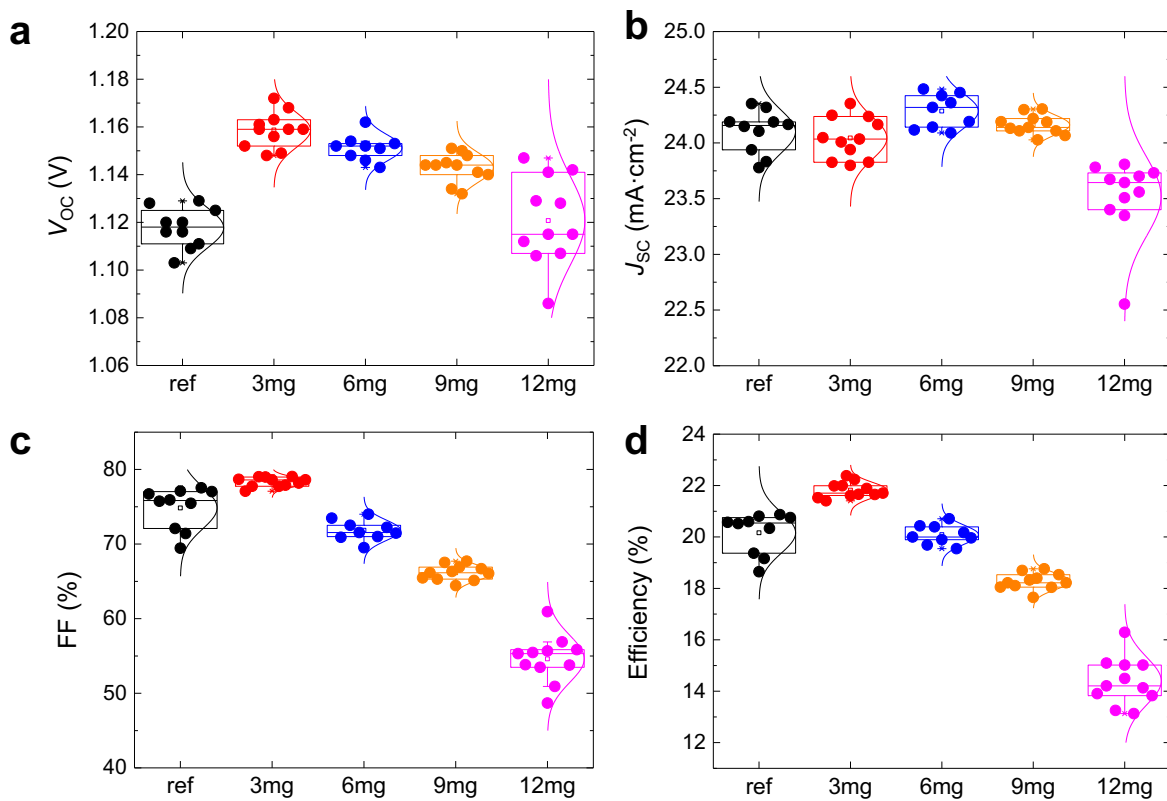 a
V_OC (V)
1.20
1.18
1.16
1.14
1.12
1.10
1.08
1.06
ref 3mg 6mg 9mg 12mg
b
J_SC (mA·cm⁻²)
25.0
24.5
24.0
23.5
23.0
22.5
22.0
ref 3mg 6mg 9mg 12mg
c
FF (%)
80
70
60
50
40
ref 3mg 6mg 9mg 12mg
d
Efficiency (%)
24
22
20
18
16
14
12
ref 3mg 6mg 9mg 12mg